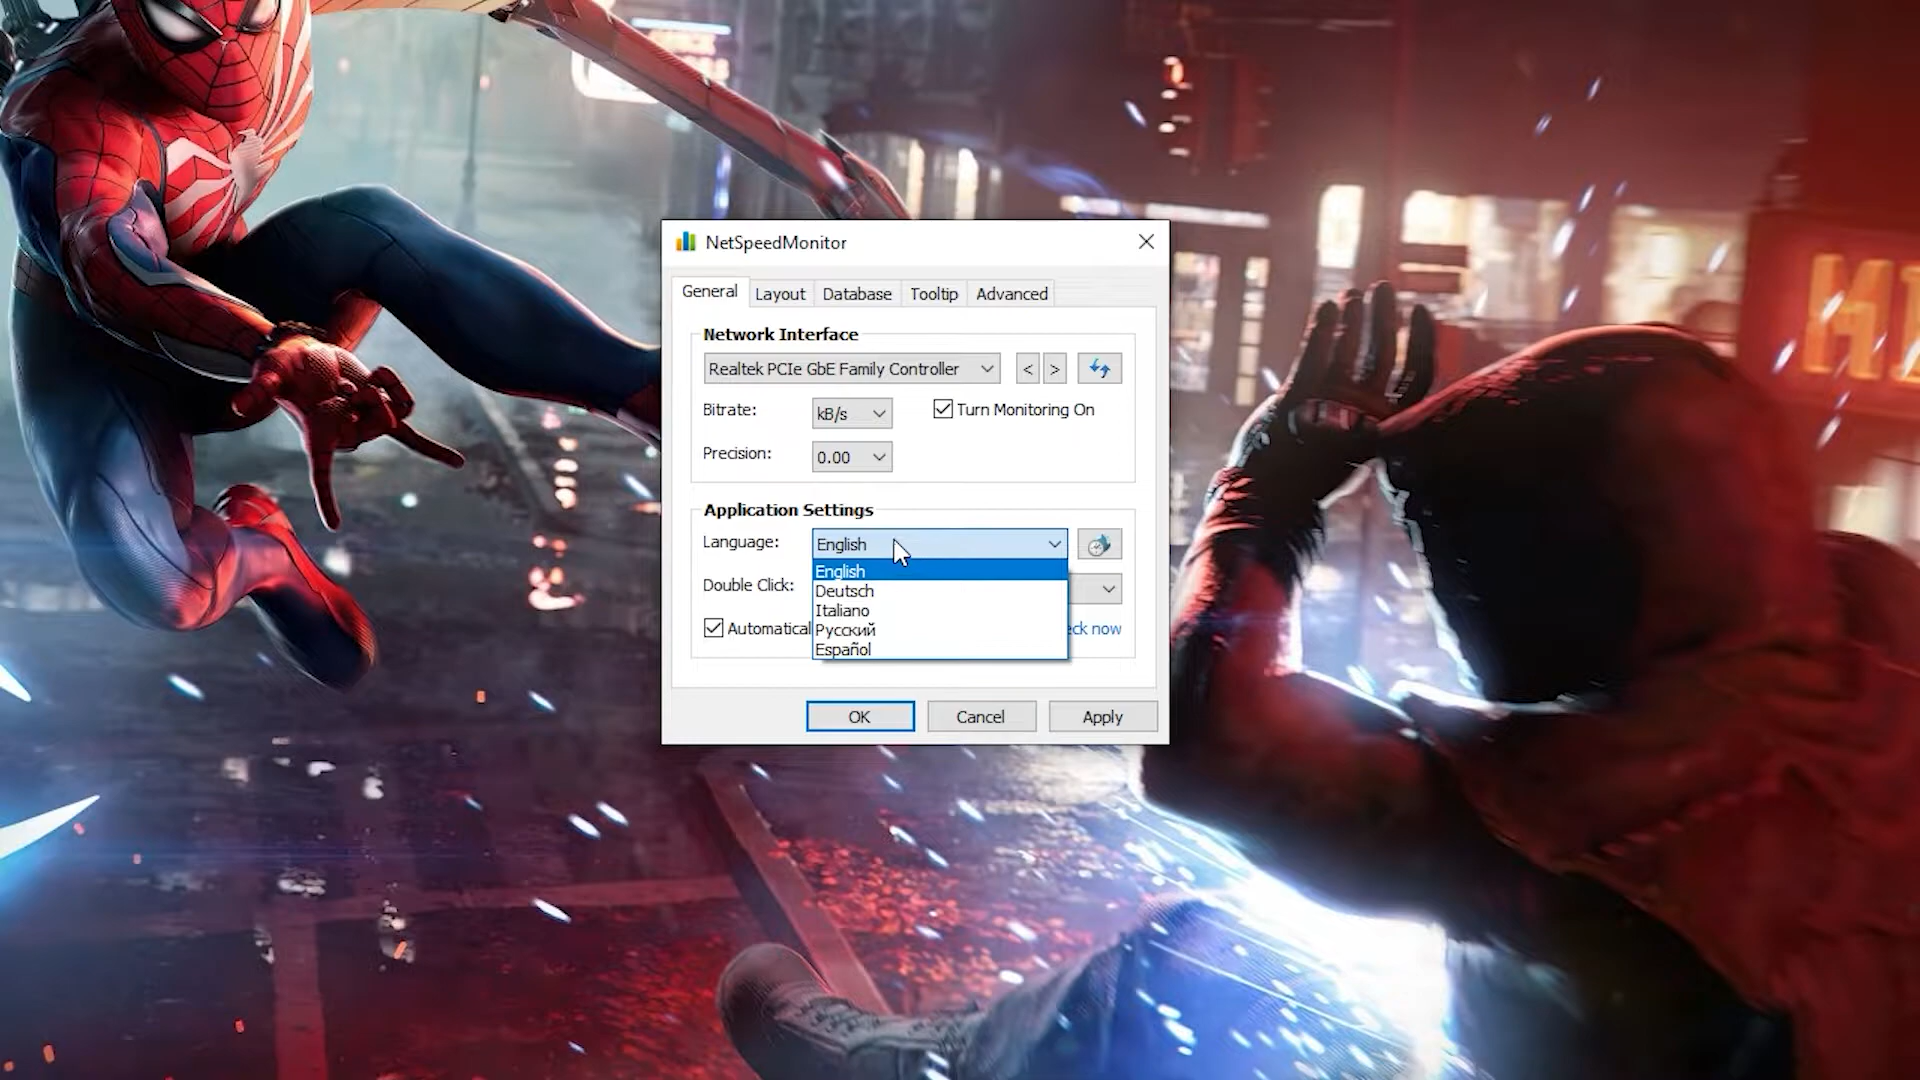 NetSpeedMonitor
General Layout Database Tooltip Advanced
Network Interface
Realtek PCIe GbE Family Controller < >
Bitrate: kB/s Turn Monitoring On
Precision: 0.00
Application Settings
Language: English
English
Double Click: Deutsch
Italiano
Automatical Русский eck now
Español
OK Cancel Apply